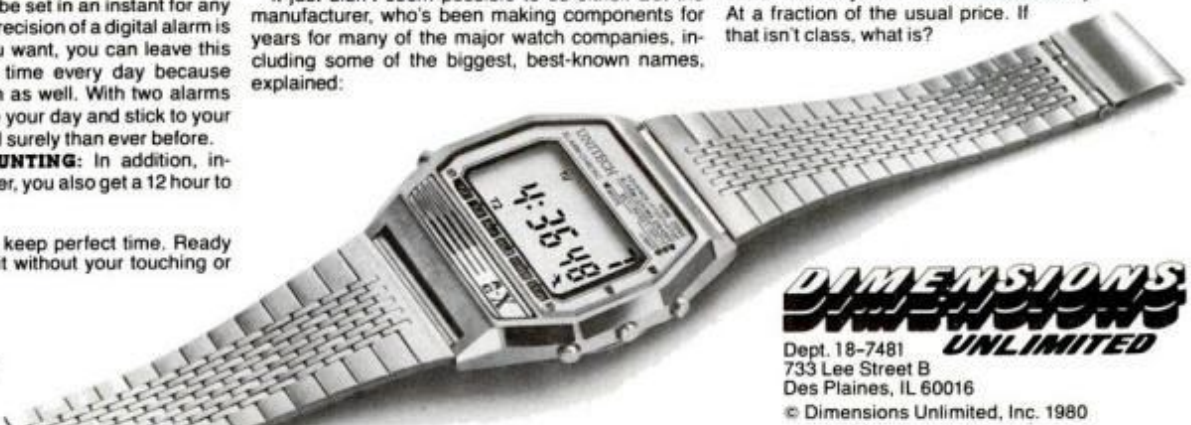 be set in an instant for any
recision of a digital alarm is
u want, you can leave this
time every day because
as well. With two alarms
your day and stick to your
surely than ever before.
UNTING: In addition, in-
er, you also get a 12 hour to
keep perfect time. Ready
t without your touching or
manufacturer, who's been making components for
years for many of the major watch companies, in-
cluding some of the biggest, best-known names,
explained:
At a fraction of the usual price. If
that isn't class, what is?
UNITECH
T2
4:36 48
DIMENSIONS
UNLIMITED
Dept. 18-7481
733 Lee Street B
Des Plaines, IL 60016
© Dimensions Unlimited, Inc. 1980